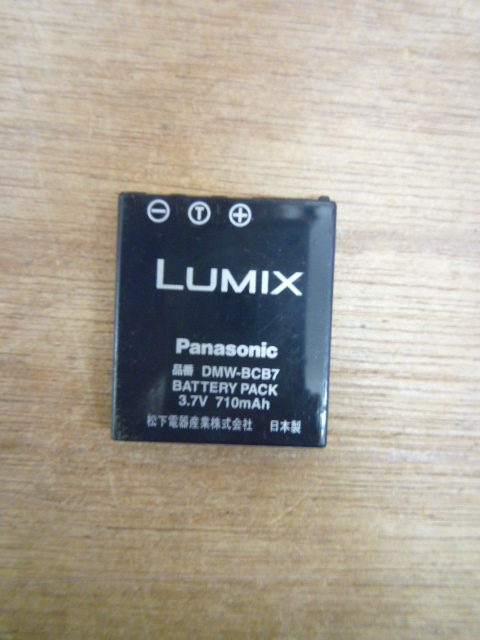 ⊖ Ⓣ ⊕
LUMIX
Panasonic
品番 DMW-BCB7
BATTERY PACK
3.7V 710mAh
松下電器産業株式会社 日本製